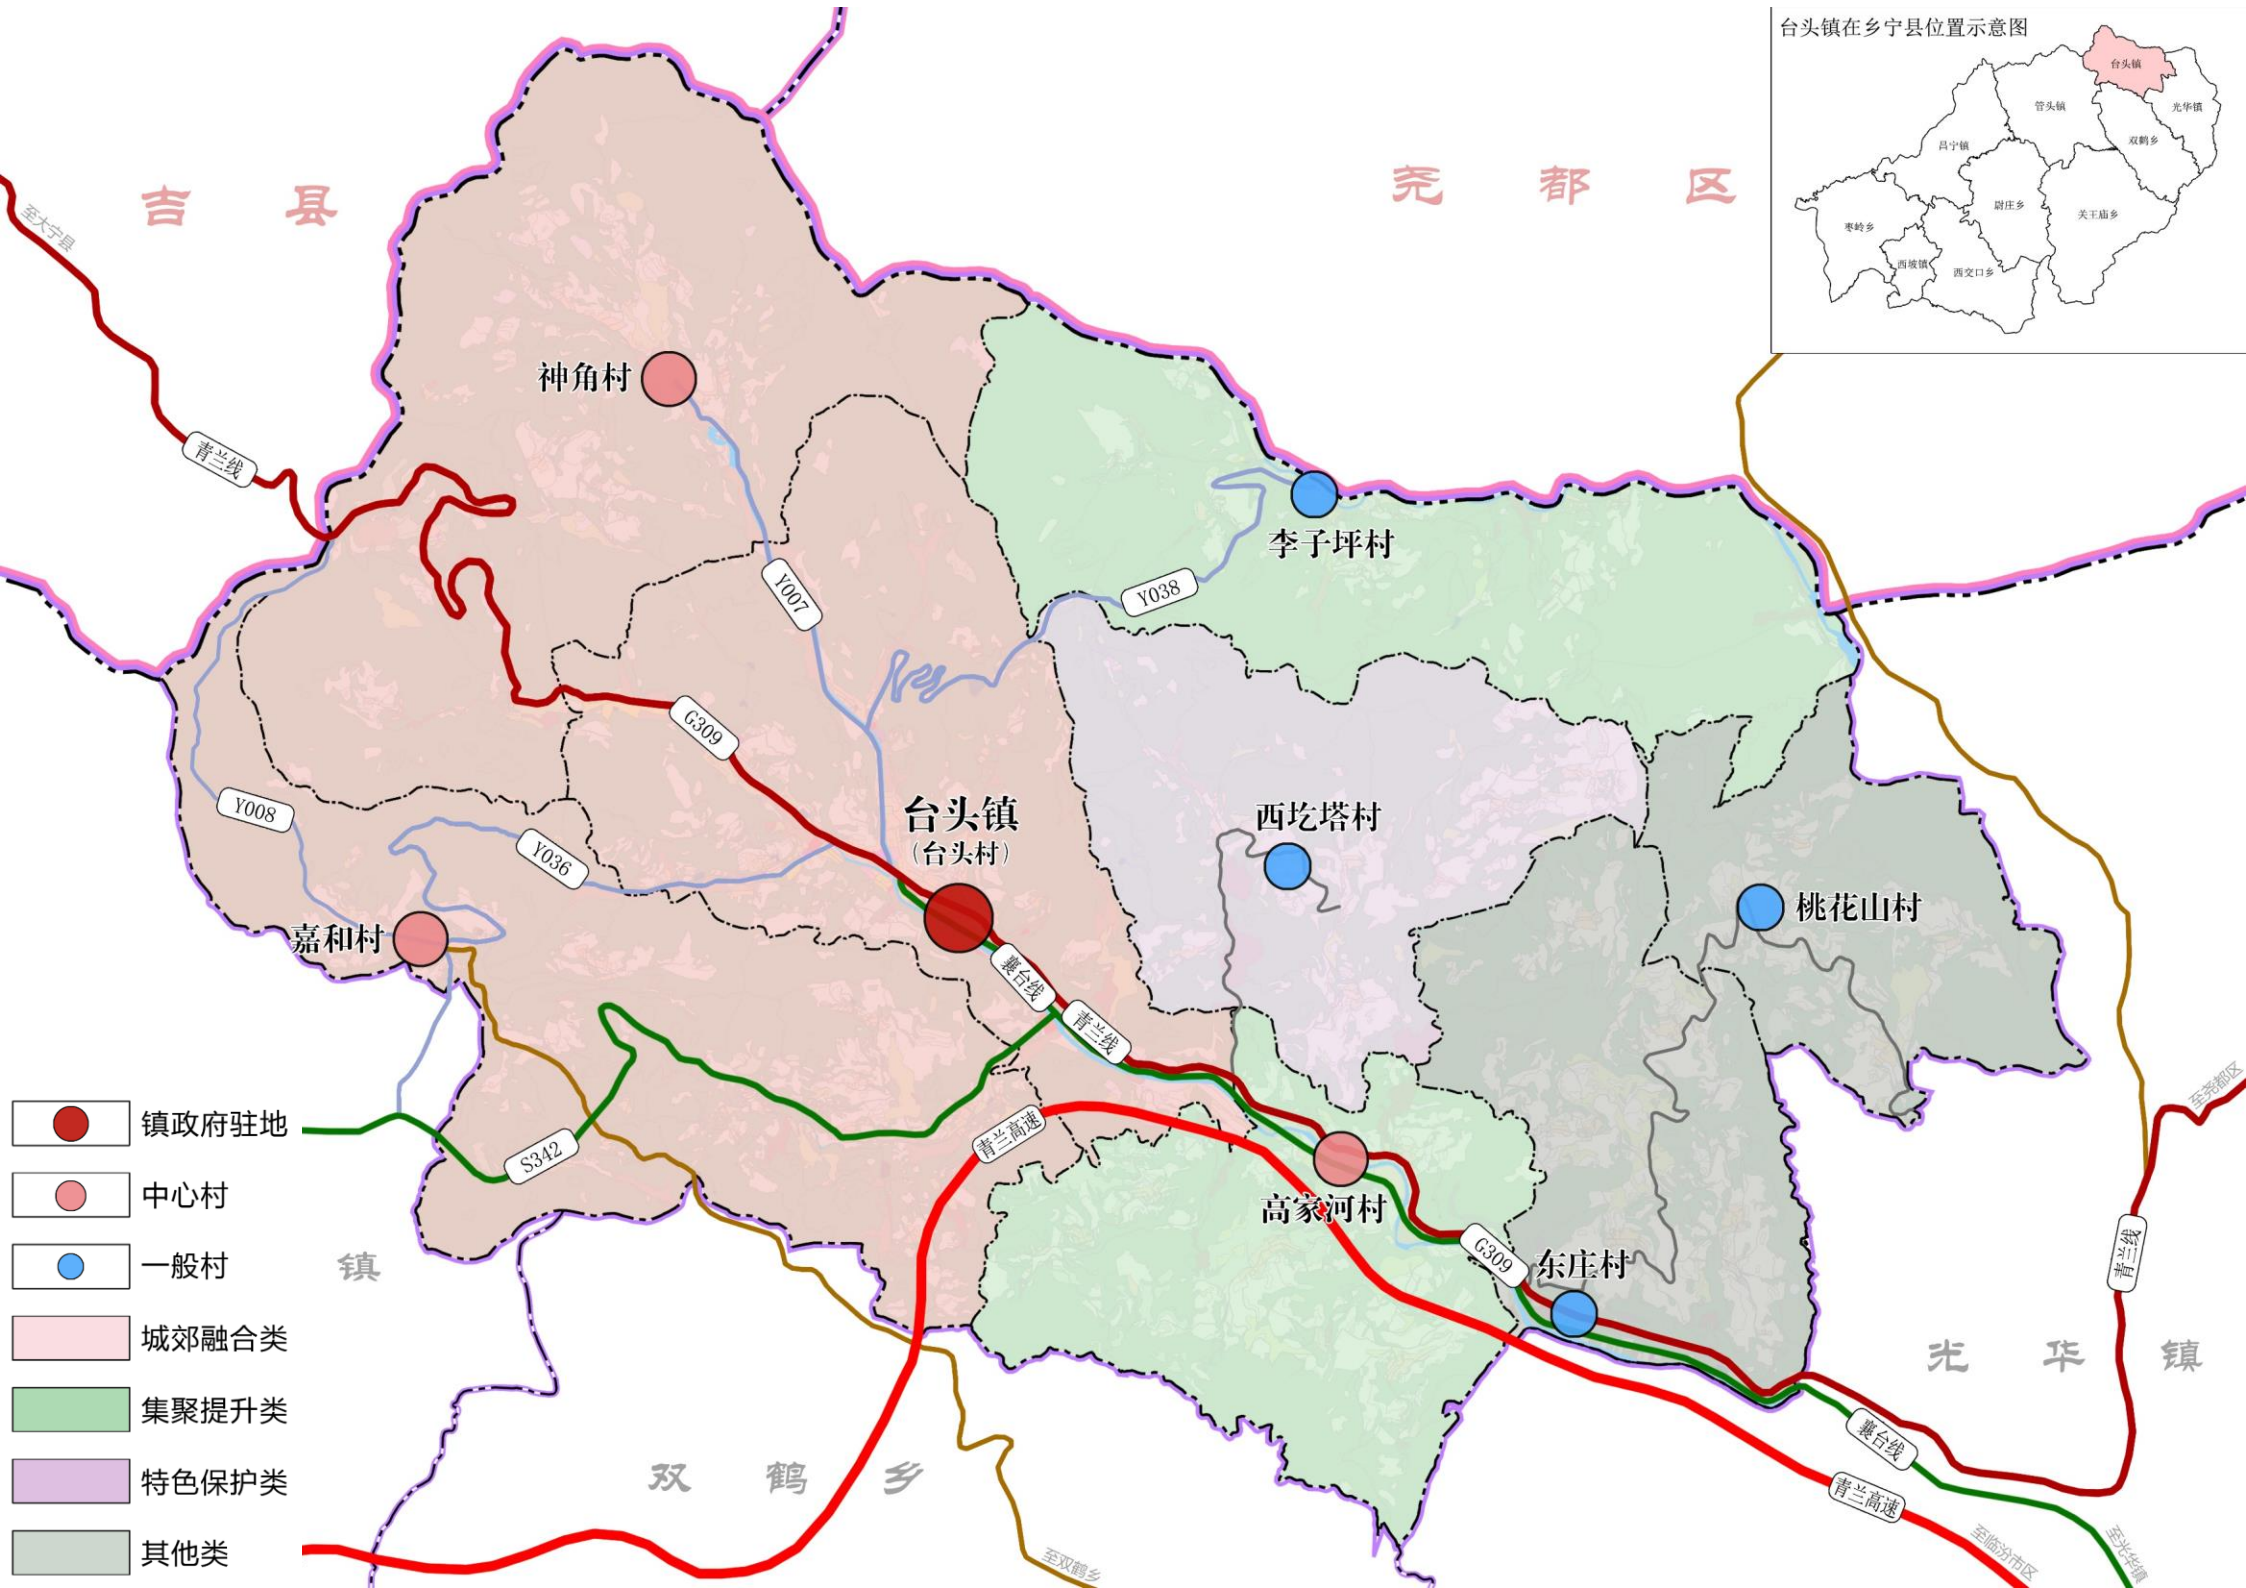 台头镇在乡宁县位置示意图
台头镇
管头镇
光华镇
双鹤乡
昌宁镇
尉庄乡
关王庙乡
枣岭乡
西坡镇
西交口乡
吉县
尧都区
至大宁县
青兰线
神角村
李子坪村
Y007
Y038
G309
Y008
台头镇
(台头村)
西圪塔村
Y036
桃花山村
嘉和村
襄台线
青兰线
青兰高速
S342
高家河村
G309
东庄村
至尧都区
青兰线
镇
光华镇
双鹤乡
襄台线
青兰高速
至双鹤乡
至临汾市区
至光华镇
镇政府驻地
中心村
一般村
城郊融合类
集聚提升类
特色保护类
其他类